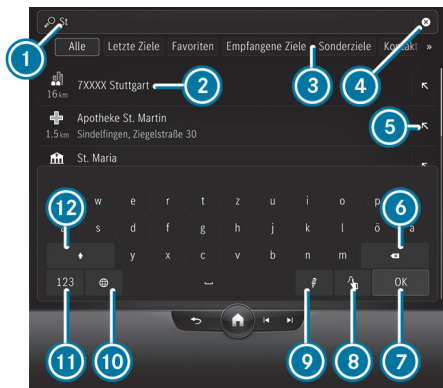 St
Alle Letzte Ziele Favoriten Empfangene Ziele Sonderziele Kontakt »
1 2 3 4
7XXXX Stuttgart
16 km
Apotheke St. Martin
1.5 km Sindelfingen, Ziegelstraße 30
5
St. Maria
w e r t z u i o p
12 6
a s d f g h j k l ö ä
y x c v b n m
123 OK
11 10 9 8 7